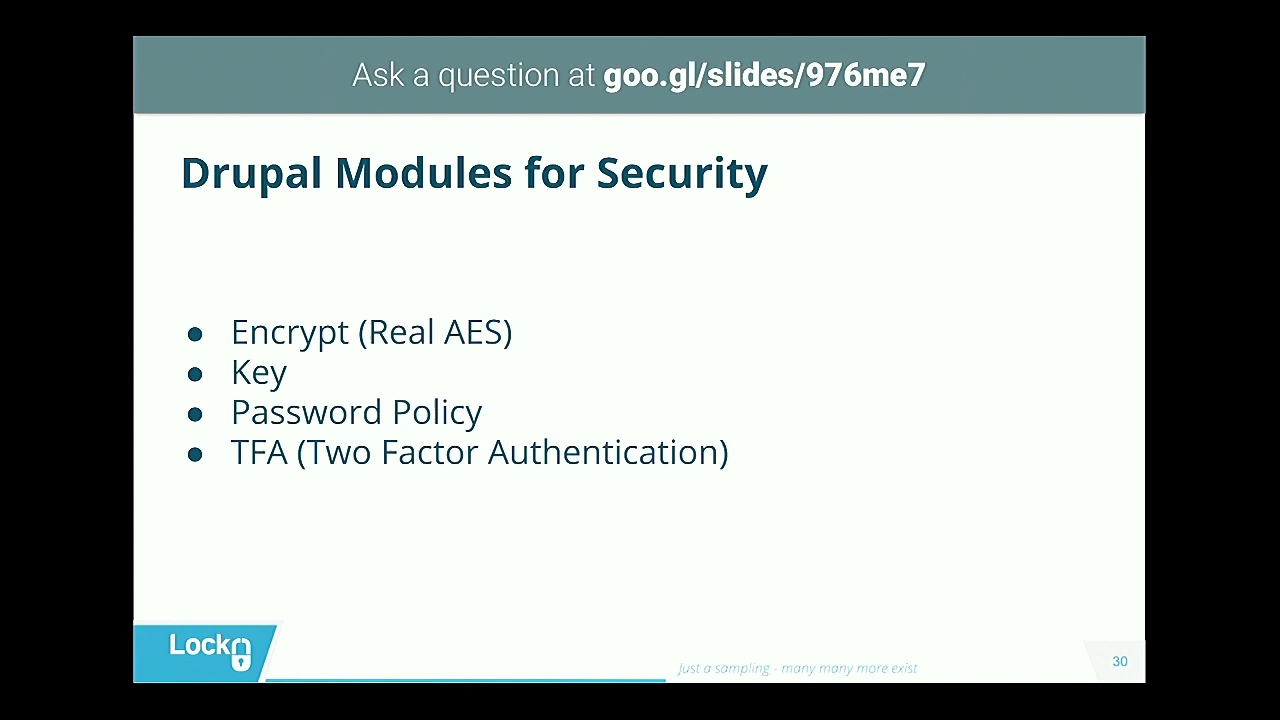 Ask a question at goo.gl/slides/976me7
Drupal Modules for Security
● Encrypt (Real AES)
● Key
● Password Policy
● TFA (Two Factor Authentication)
Lockr
Just a sampling - many many more exist
30